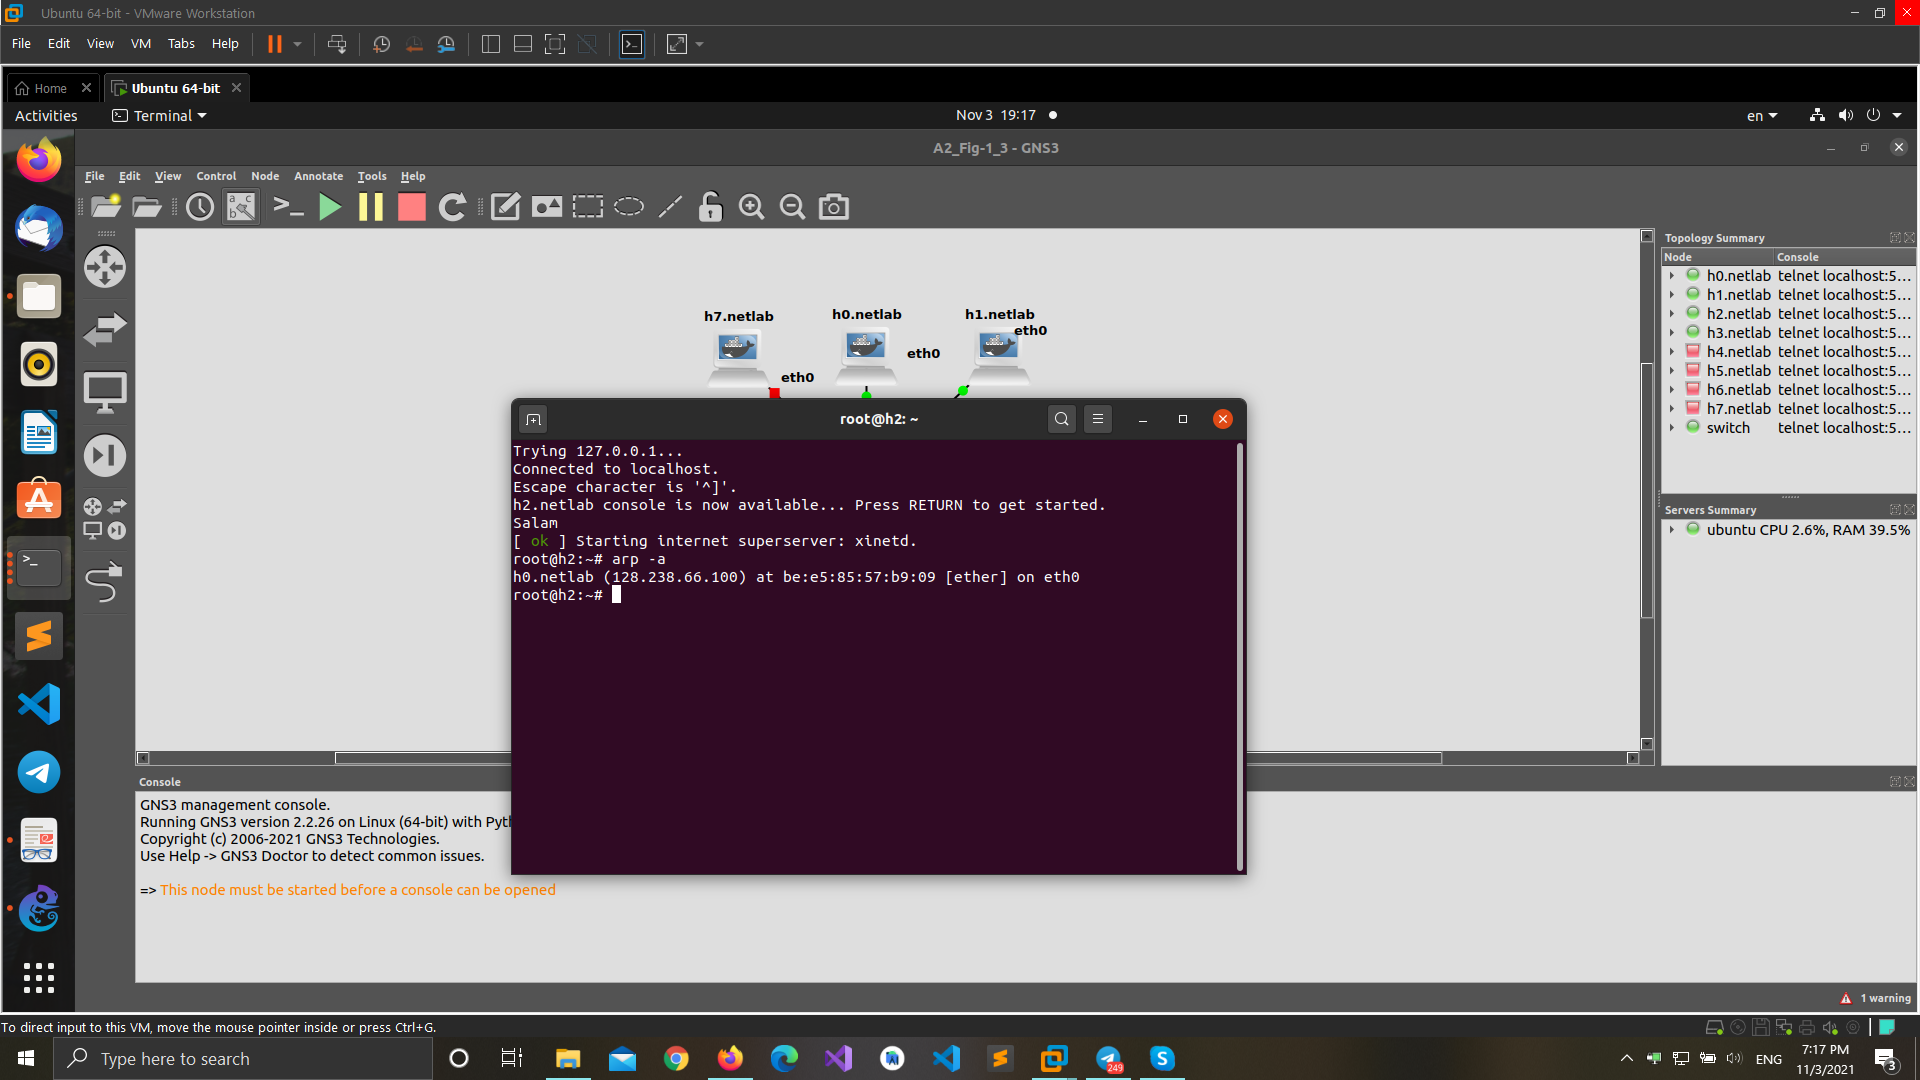 Ubuntu 64-bit - VMware Workstation
File Edit View VM Tabs Help
Home Ubuntu 64-bit
Activities Terminal Nov 3 19:17 en
A2_Fig-1_3 - GNS3
File Edit View Control Node Annotate Tools Help
Topology Summary
Node Console
h0.netlab telnet localhost:5...
h1.netlab telnet localhost:5...
h2.netlab telnet localhost:5...
h3.netlab telnet localhost:5...
h4.netlab telnet localhost:5...
h5.netlab telnet localhost:5...
h6.netlab telnet localhost:5...
h7.netlab telnet localhost:5...
switch telnet localhost:5...
Servers Summary
ubuntu CPU 2.6%, RAM 39.5%
h7.netlab h0.netlab h1.netlab
eth0
eth0
eth0
root@h2: ~
Trying 127.0.0.1...
Connected to localhost.
Escape character is '^]'.
h2.netlab console is now available... Press RETURN to get started.
Salam
[ ok ] Starting internet superserver: xinetd.
root@h2:~# arp -a
h0.netlab (128.238.66.100) at be:e5:85:57:b9:09 [ether] on eth0
root@h2:~#
Console
GNS3 management console.
Running GNS3 version 2.2.26 on Linux (64-bit) with Pyth
Copyright (c) 2006-2021 GNS3 Technologies.
Use Help -> GNS3 Doctor to detect common issues.
=> This node must be started before a console can be opened
1 warning
To direct input to this VM, move the mouse pointer inside or press Ctrl+G.
Type here to search
249
ENG
7:17 PM
11/3/2021
3